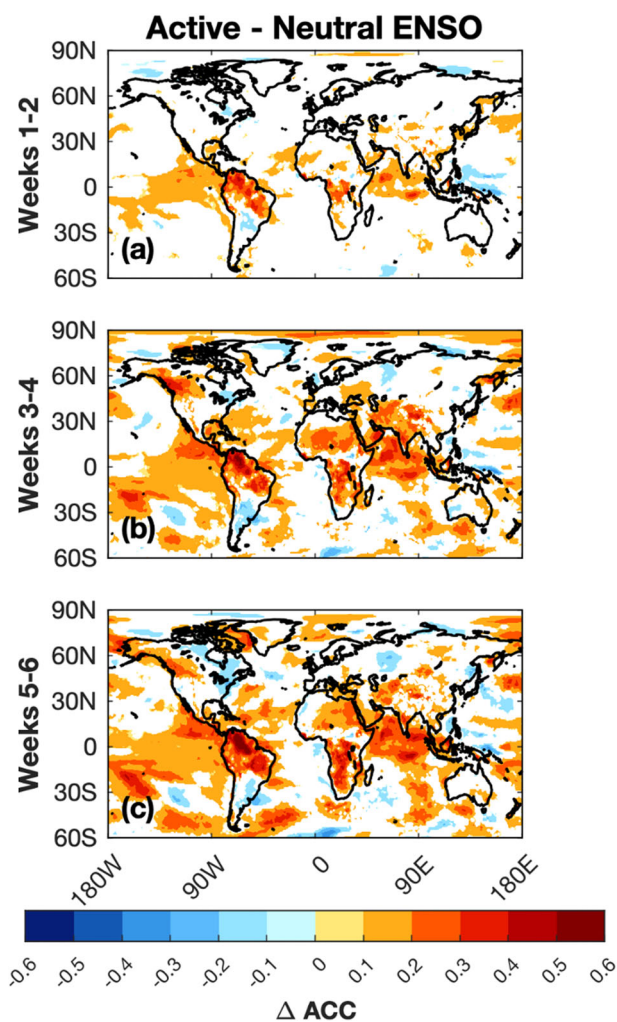 Active - Neutral ENSO
Weeks 1-2
90N
60N
30N
0
30S
60S
(a)
Weeks 3-4
90N
60N
30N
0
30S
60S
(b)
Weeks 5-6
90N
60N
30N
0
30S
60S
(c)
180W 90W 0 90E 180E
-0.6 -0.5 -0.4 -0.3 -0.2 -0.1 0 0.1 0.2 0.3 0.4 0.5 0.6
Δ ACC